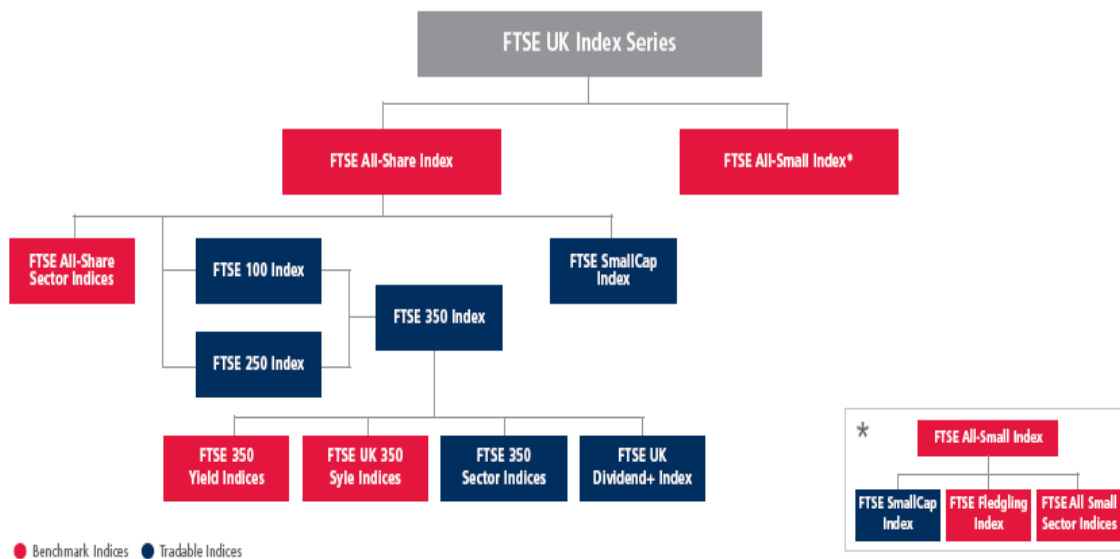 FTSE UK Index Series
FTSE All-Share Index
FTSE All-Small Index*
FTSE All-Share
Sector Indices
FTSE 100 Index
FTSE SmallCap
Index
FTSE 350 Index
FTSE 250 Index
FTSE 350
Yield Indices
FTSE UK 350
Syle Indices
FTSE 350
Sector Indices
FTSE UK
Dividend+ Index
*
FTSE All-Small Index
FTSE SmallCap
Index
FTSE Fledgling
Index
FTSE All Small
Sector Indices
Benchmark Indices
Tradable Indices